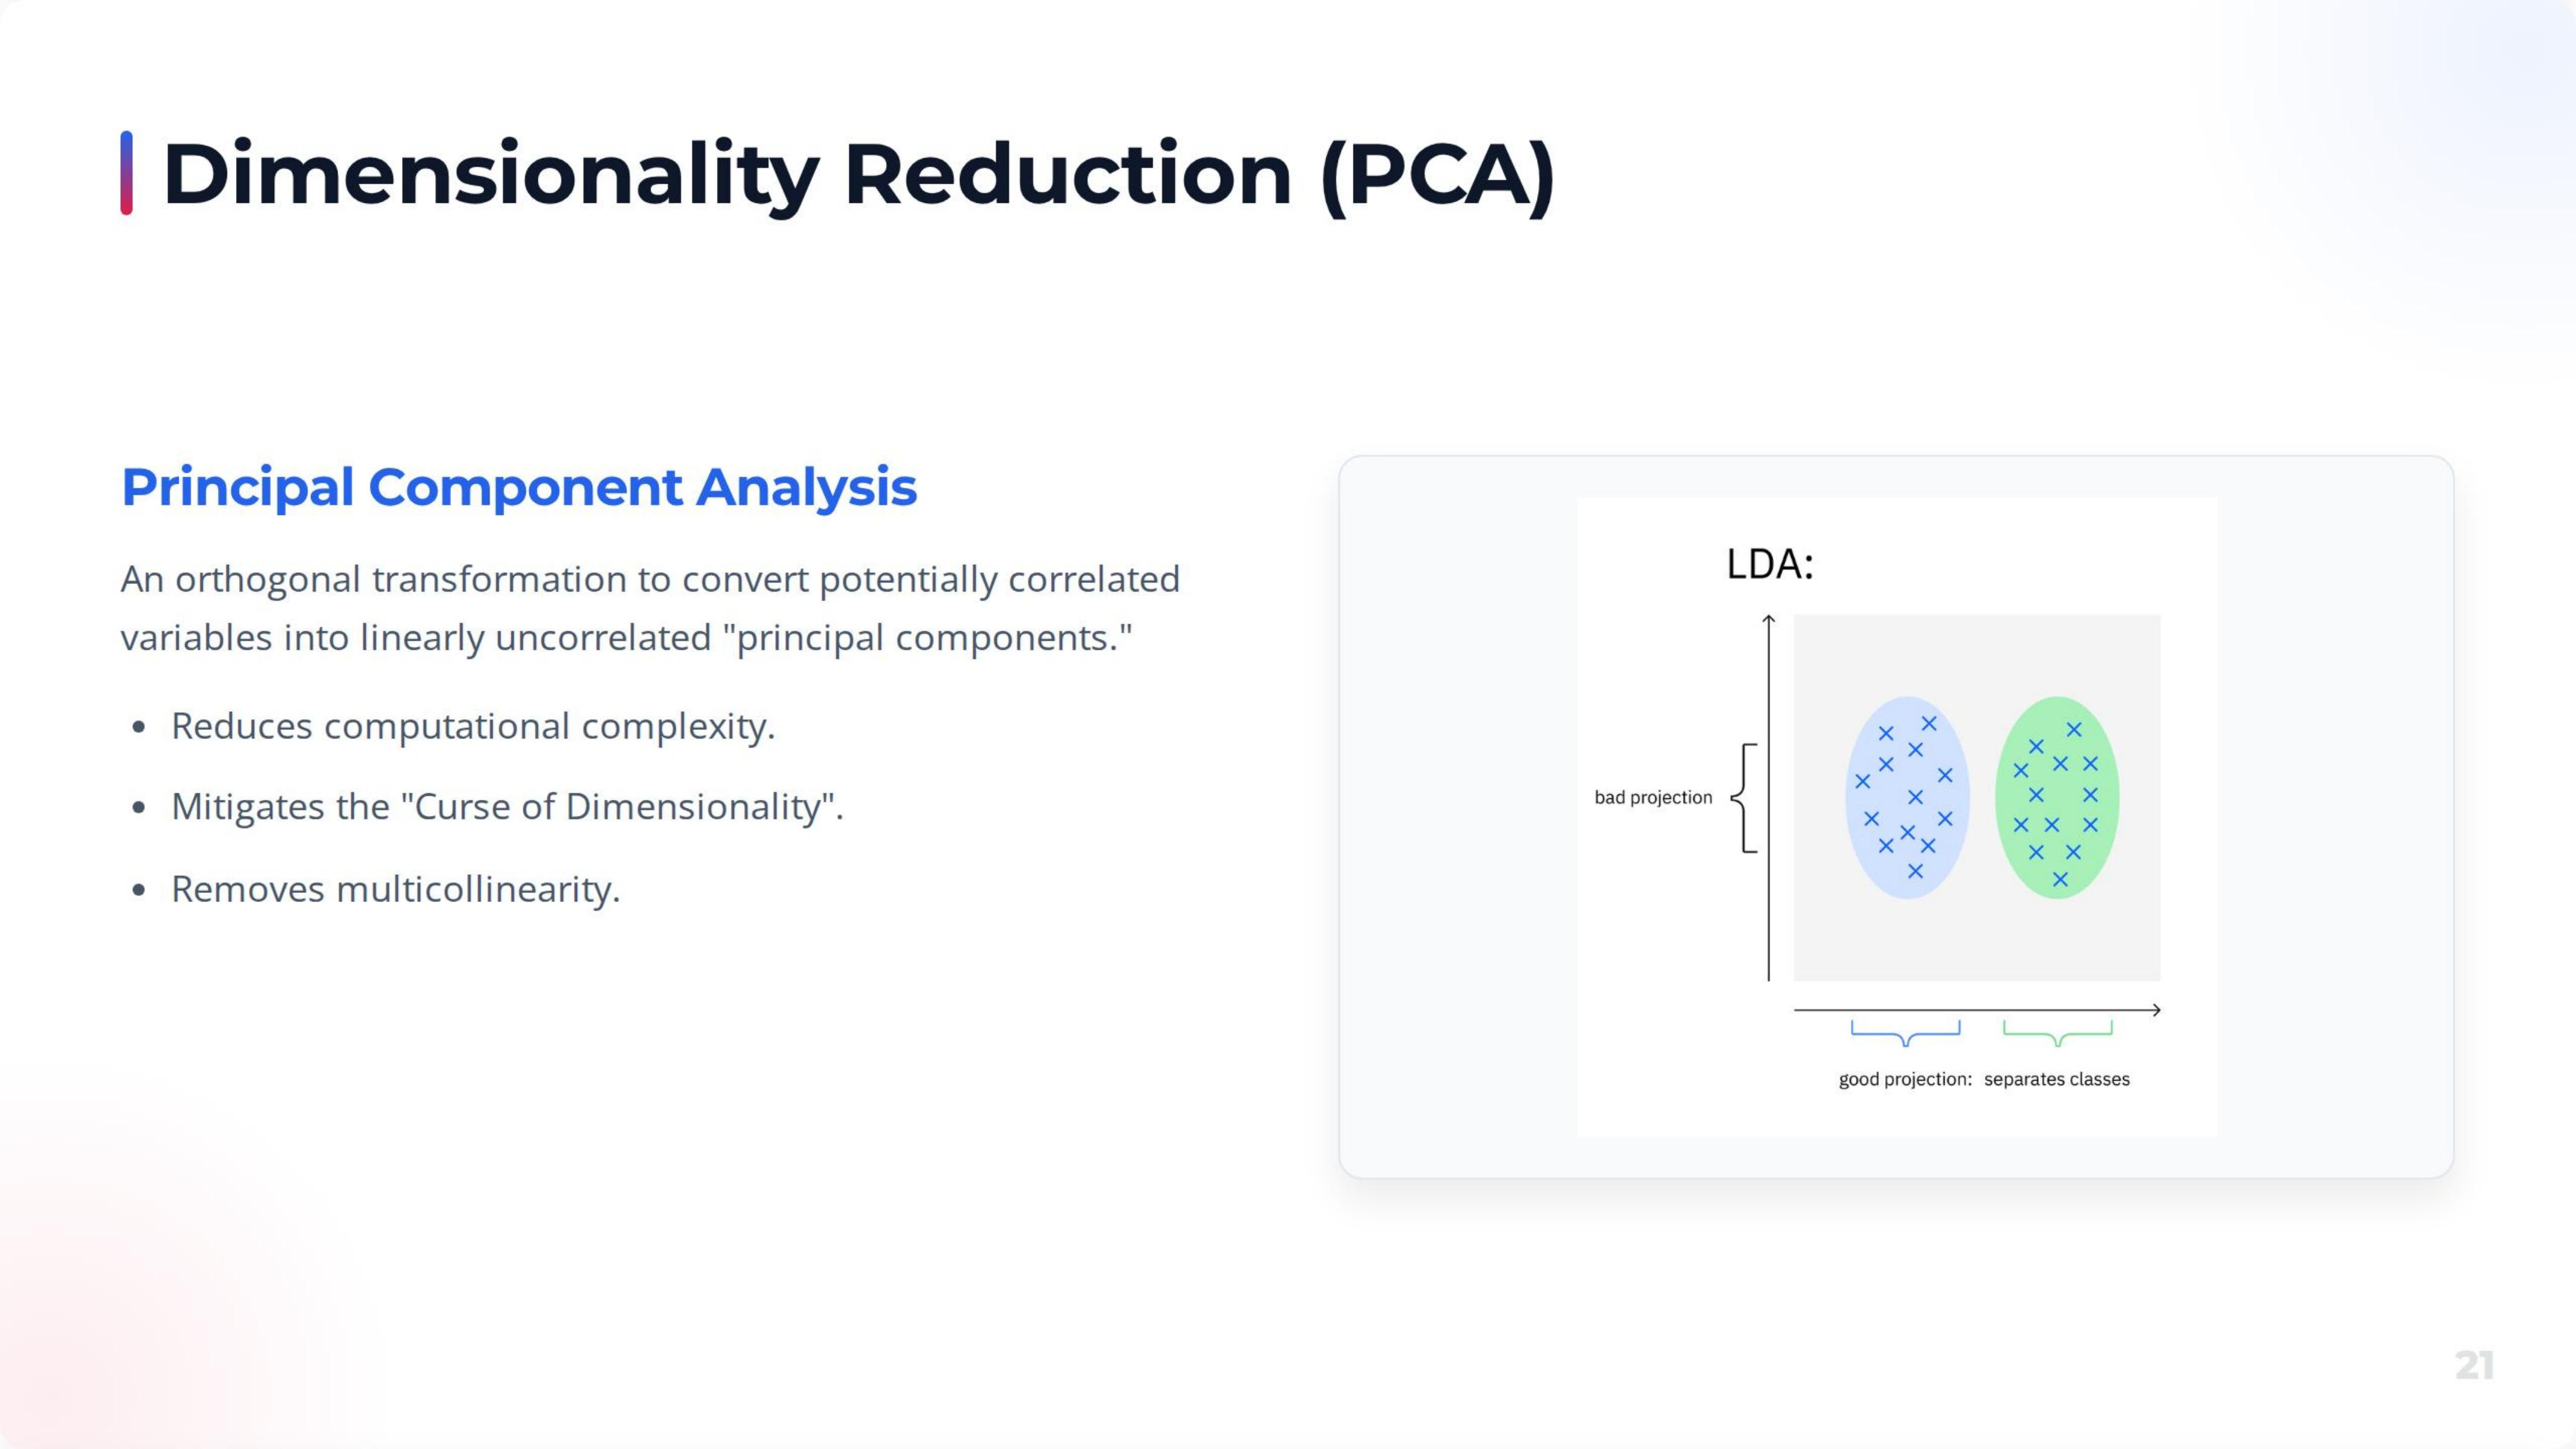 Dimensionality Reduction (PCA)
Principal Component Analysis
An orthogonal transformation to convert potentially correlated
variables into linearly uncorrelated "principal components."
• Reduces computational complexity.
• Mitigates the "Curse of Dimensionality".
• Removes multicollinearity.
LDA:
bad projection
good projection: separates classes
21